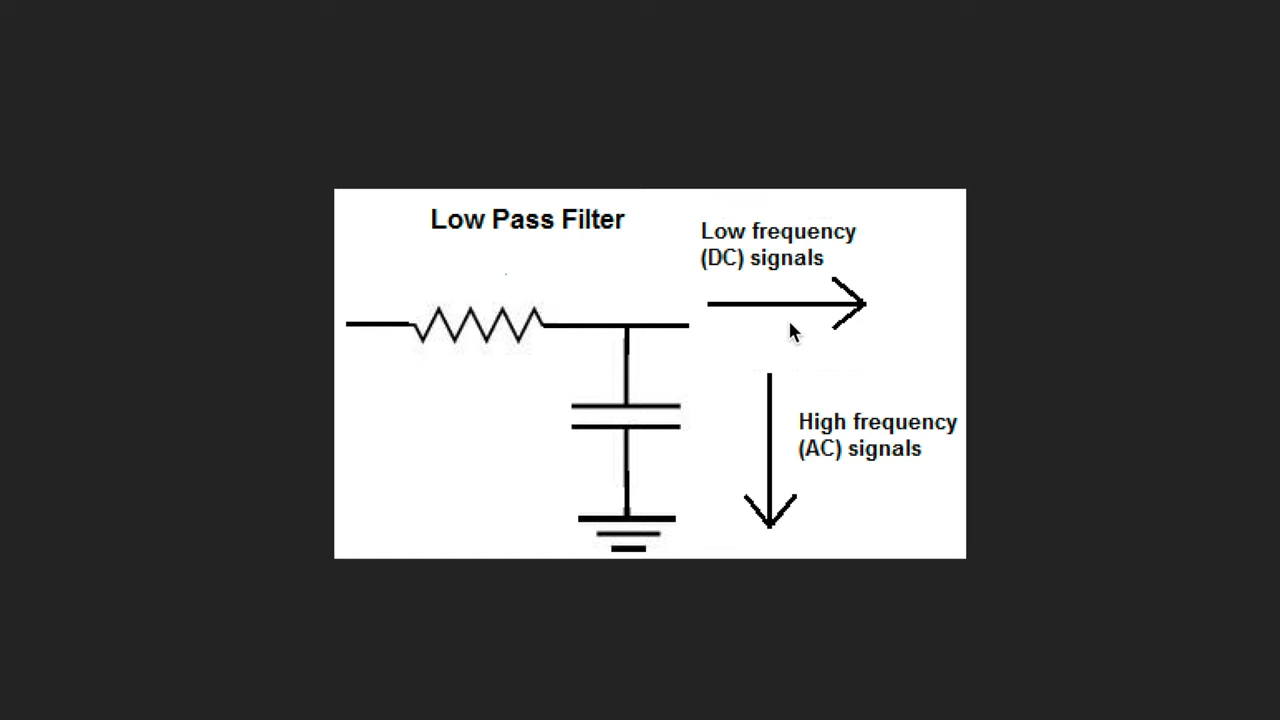 Low Pass Filter
Low frequency
(DC) signals
High frequency
(AC) signals